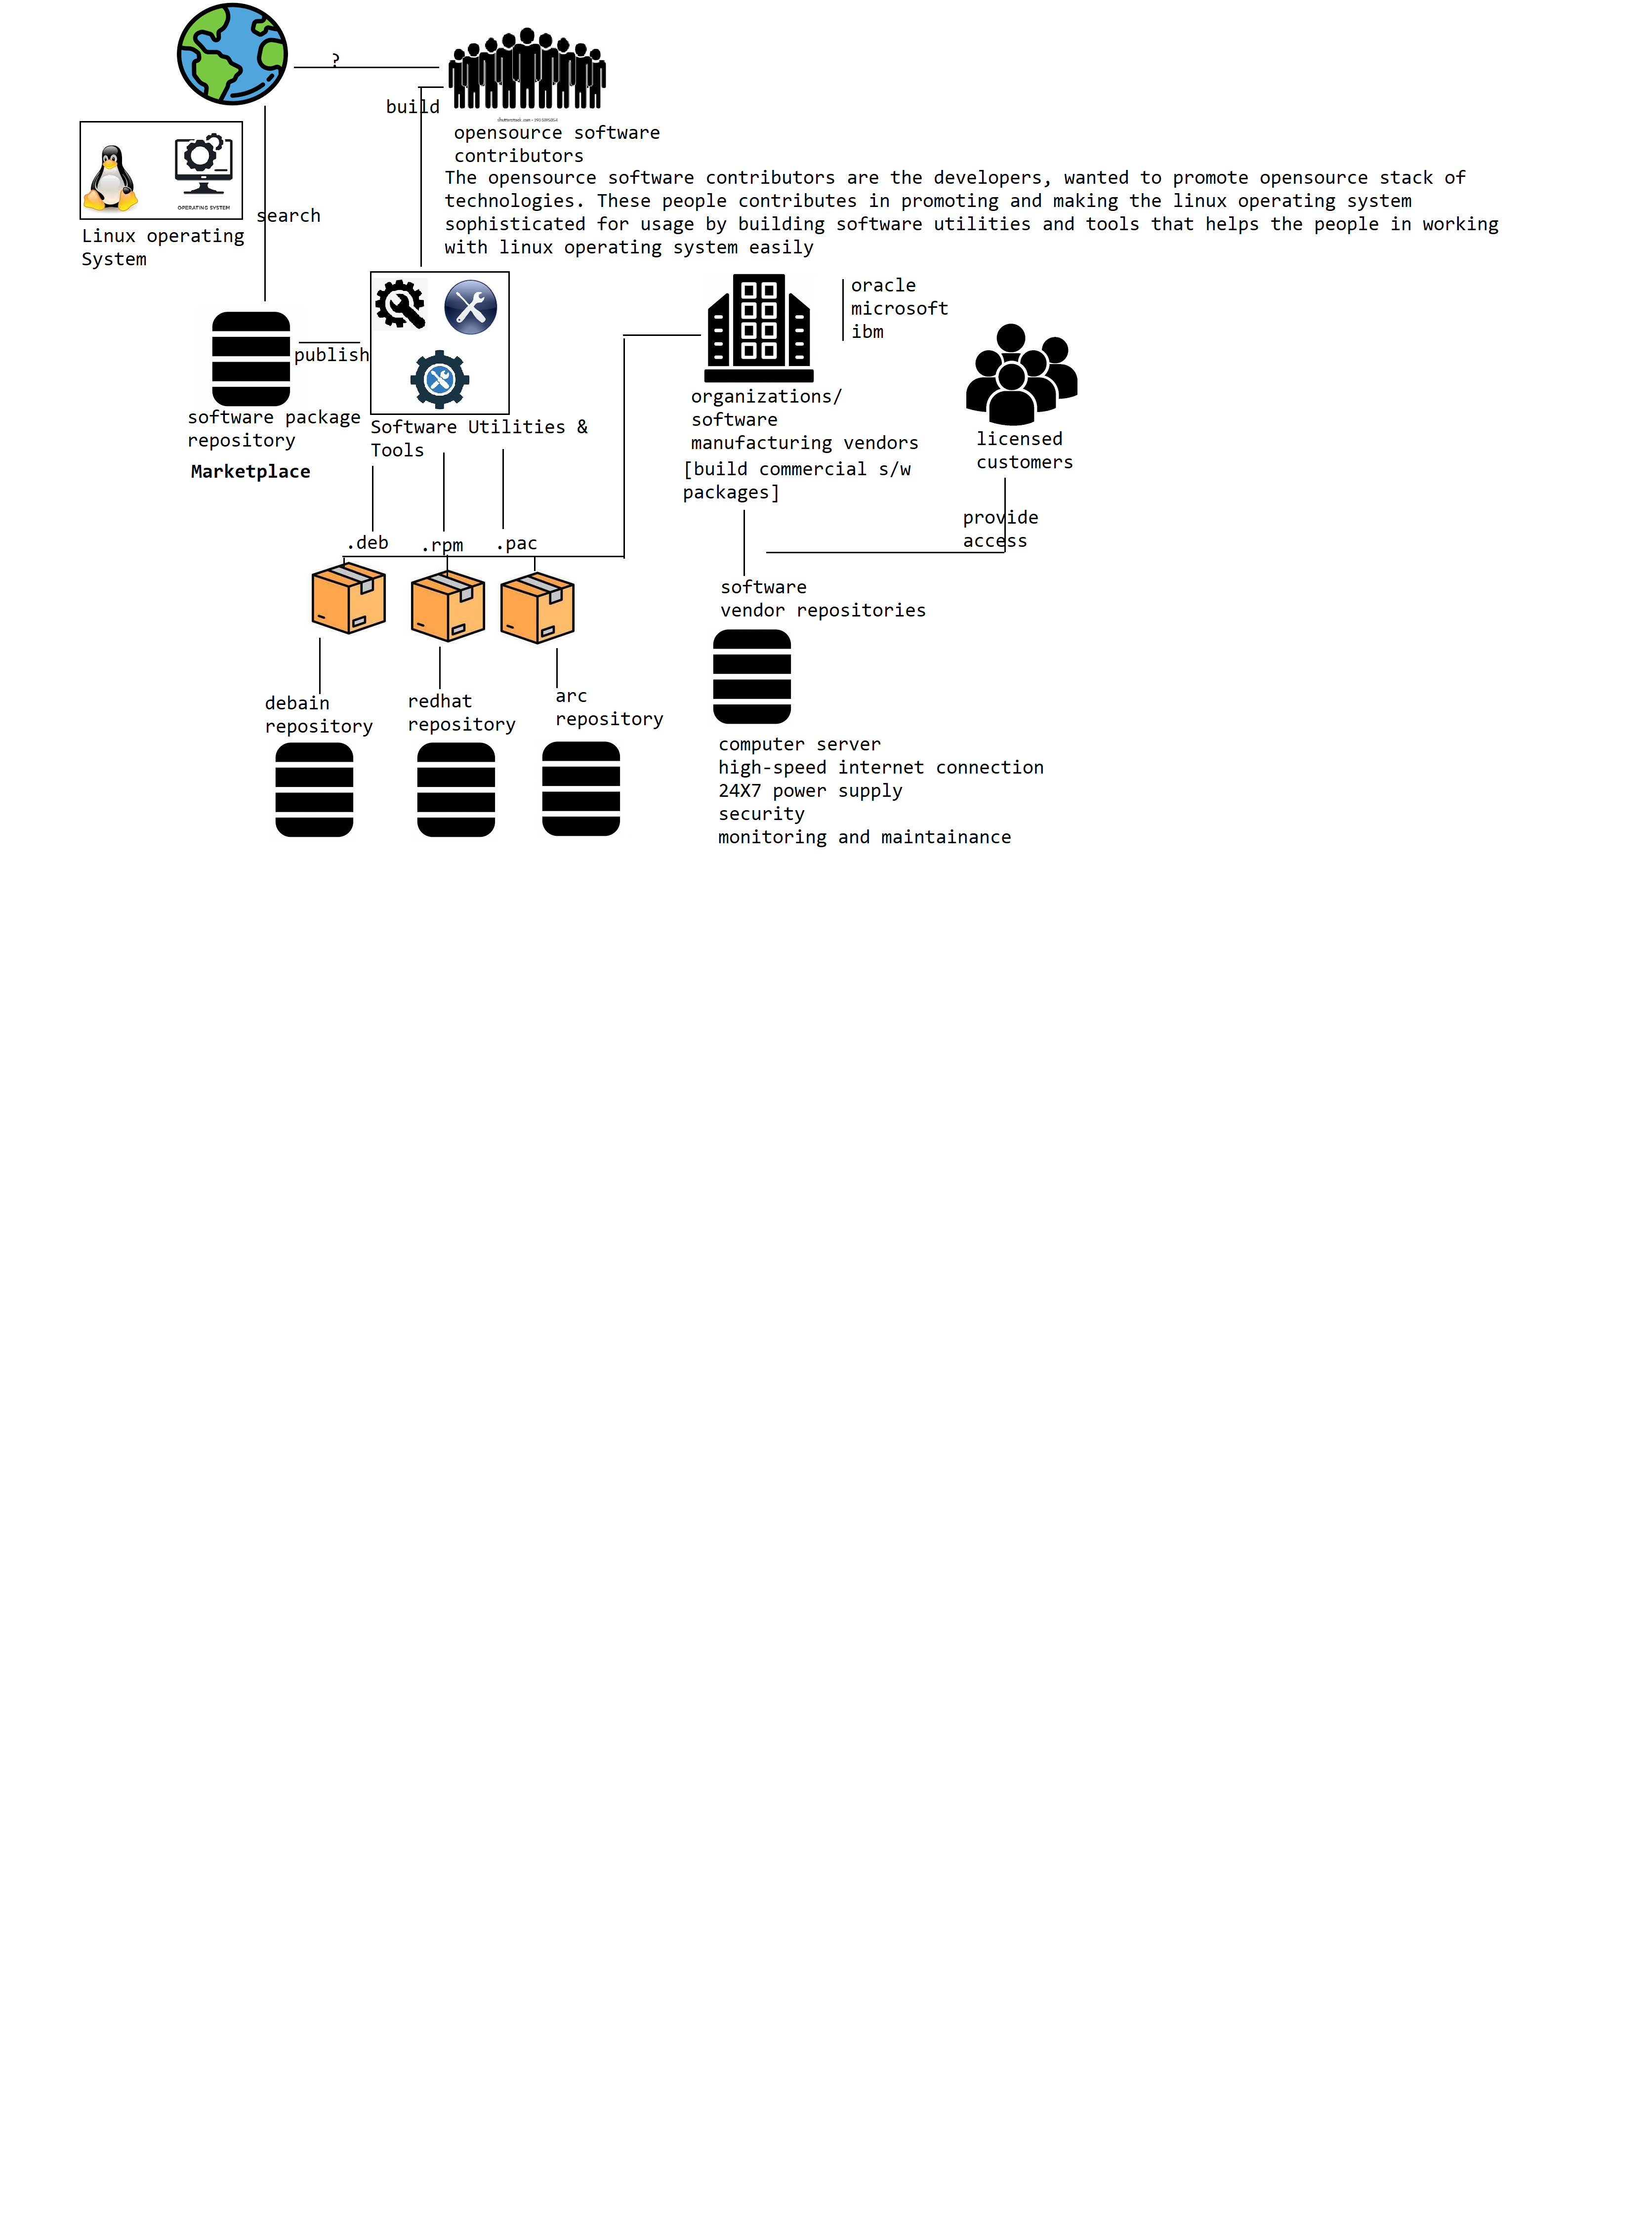 ?
build
opensource software
contributors
The opensource software contributors are the developers, wanted to promote opensource stack of
technologies. These people contributes in promoting and making the linux operating system
sophisticated for usage by building software utilities and tools that helps the people in working
with linux operating system easily
OPERATING SYSTEM
Linux operating
System
search
publish
software package
repository
Marketplace
Software Utilities &
Tools
oracle
microsoft
ibm
organizations/
software
manufacturing vendors
[build commercial s/w
packages]
licensed
customers
provide
access
.deb
.rpm
.pac
software
vendor repositories
debain
repository
redhat
repository
arc
repository
computer server
high-speed internet connection
24X7 power supply
security
monitoring and maintainance